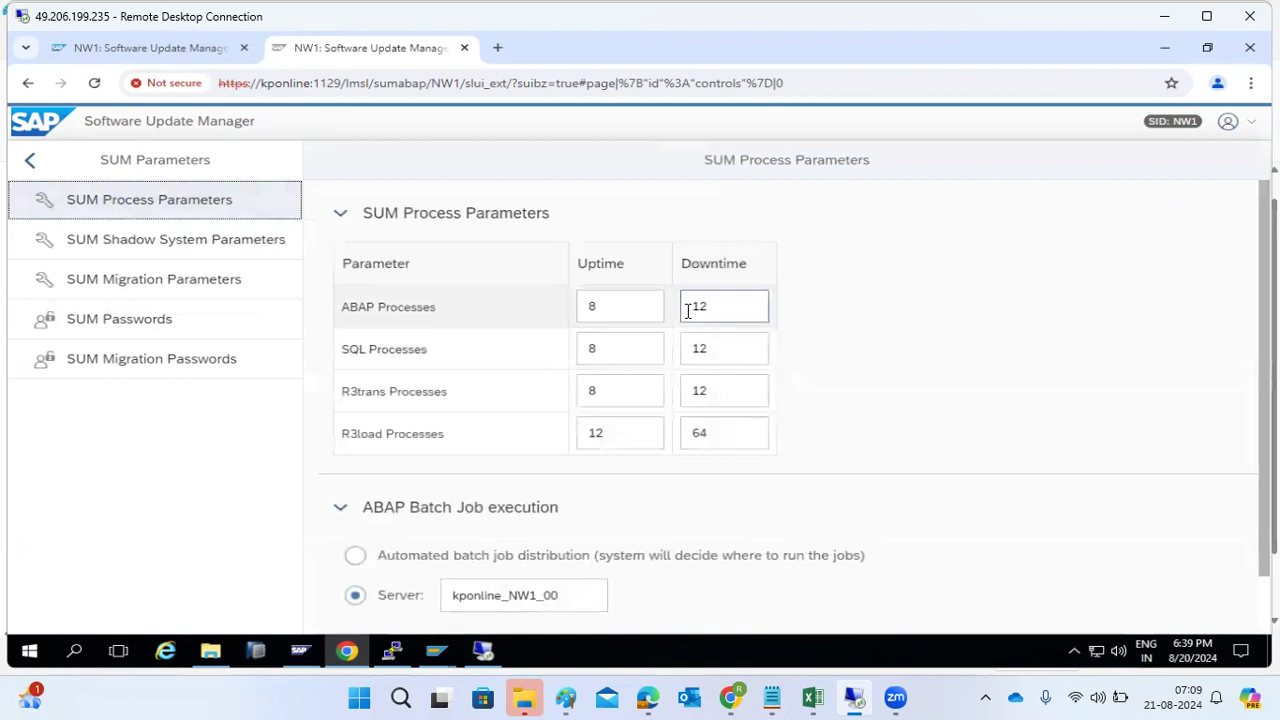 49.206.199.235 - Remote Desktop Connection
NW1: Software Update Manage
NW1: Software Update Manage
Not secure
https://kponline:1129/lmsl/sumabap/NW1/slui_ext/?suibz=true#page|%7B"id"%3A"controls"%7D|0
SAP
Software Update Manager
SID: NW1
SUM Parameters
SUM Process Parameters
SUM Process Parameters
SUM Shadow System Parameters
SUM Migration Parameters
SUM Passwords
SUM Migration Passwords
SUM Process Parameters
Parameter Uptime Downtime
ABAP Processes 8 12
SQL Processes 8 12
R3trans Processes 8 12
R3load Processes 12 64
ABAP Batch Job execution
Automated batch job distribution (system will decide where to run the jobs)
Server: kponline_NW1_00
ENG
IN
6:39 PM
8/20/2024
1
07:09
21-08-2024
PRE